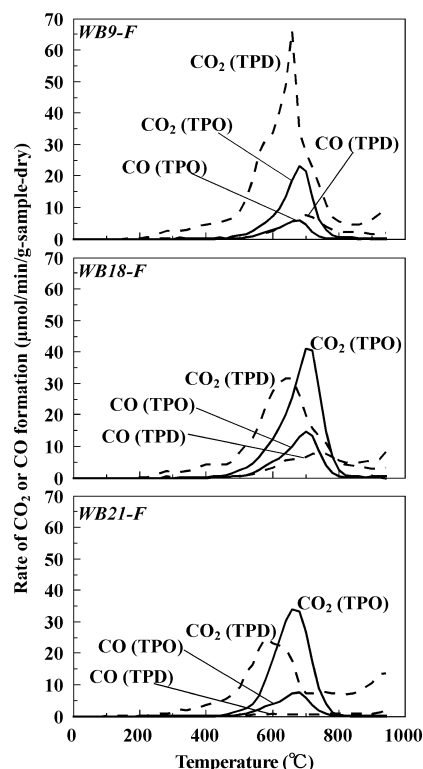 Rate of CO2 or CO formation (μmol/min/g-sample-dry)
70
60
50
40
30
20
10
0
WB9-F
CO2 (TPD)
CO2 (TPO)
CO (TPD)
CO (TPO)
70
60
50
40
30
20
10
0
WB18-F
CO2 (TPO)
CO2 (TPD)
CO (TPO)
CO (TPD)
70
60
50
40
30
20
10
0
WB21-F
CO2 (TPO)
CO2 (TPD)
CO (TPO)
CO (TPD)
0 200 400 600 800 1000
Temperature (℃)